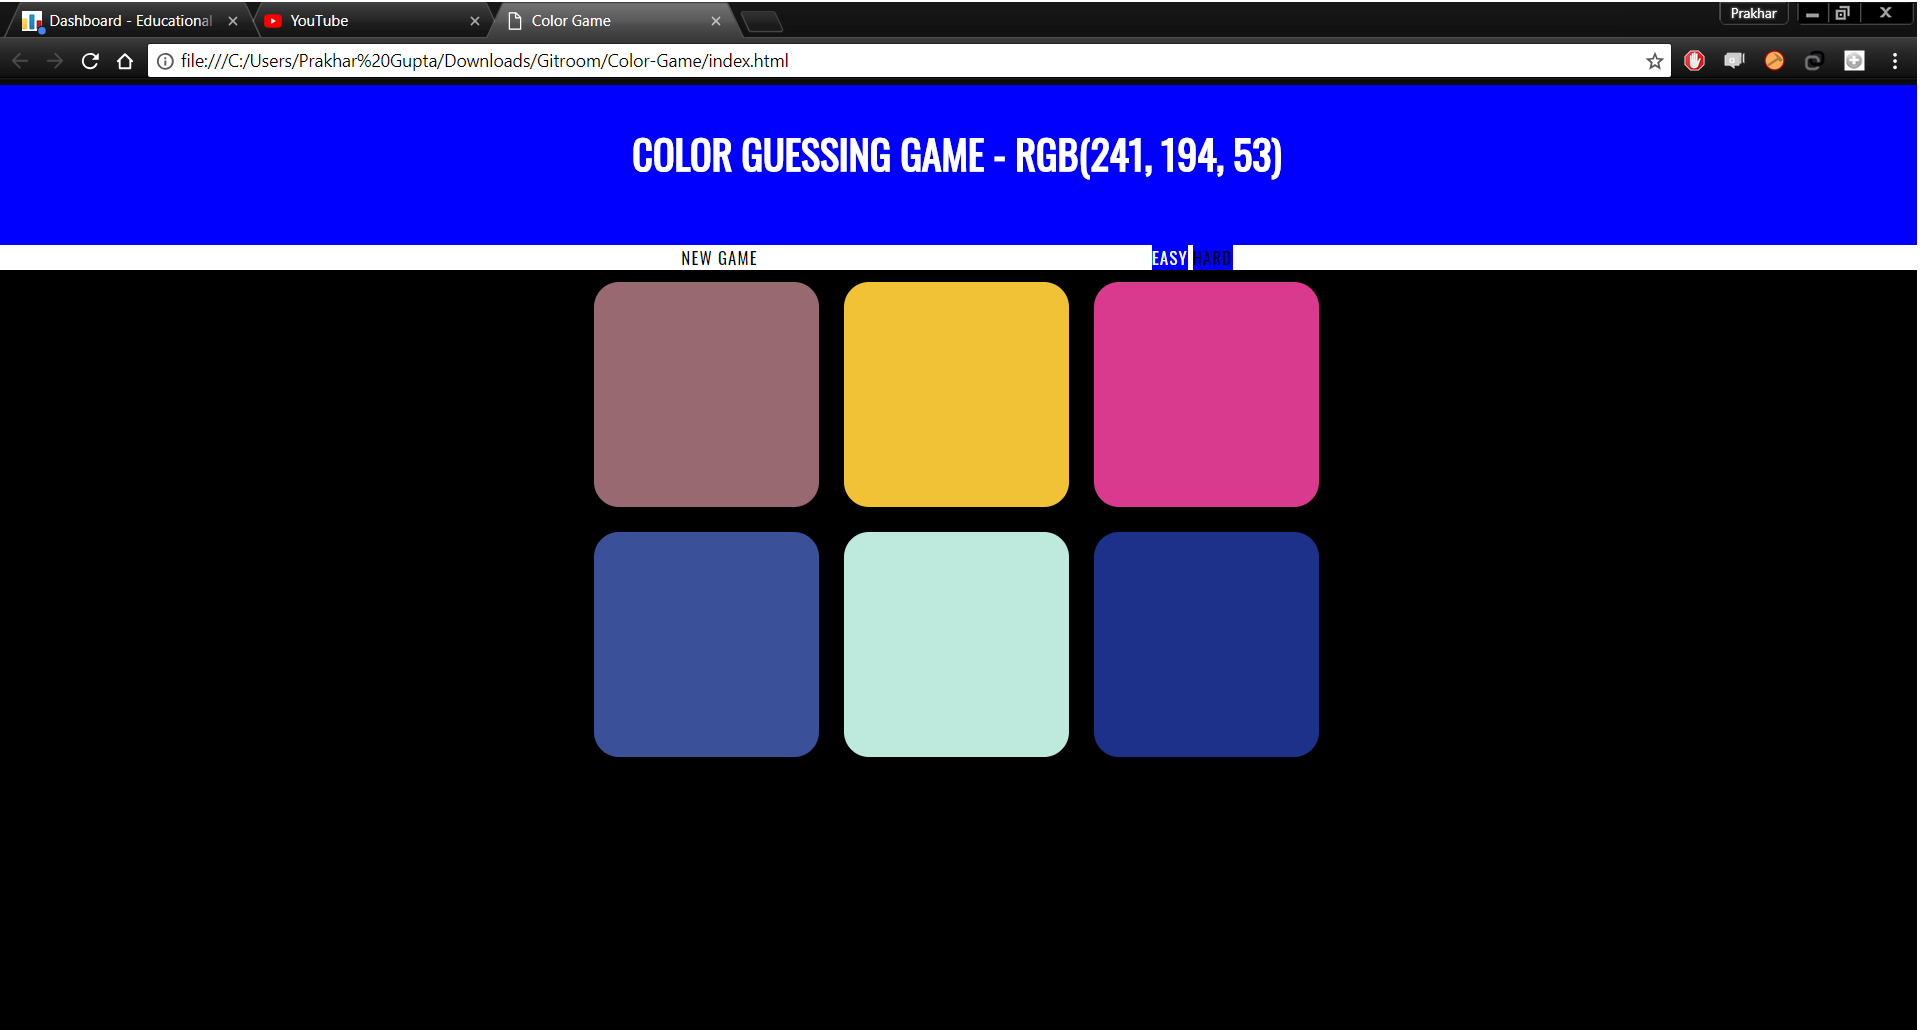 Dashboard - Educational
YouTube
Color Game
Prakhar
file:///C:/Users/Prakhar%20Gupta/Downloads/Gitroom/Color-Game/index.html
COLOR GUESSING GAME - RGB(241, 194, 53)
NEW GAME EASY HARD